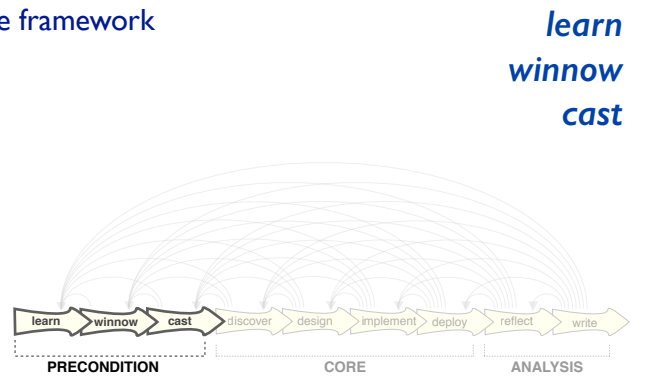 e framework
learn
winnow
cast
learn winnow cast discover design implement deploy reflect write
PRECONDITION CORE ANALYSIS